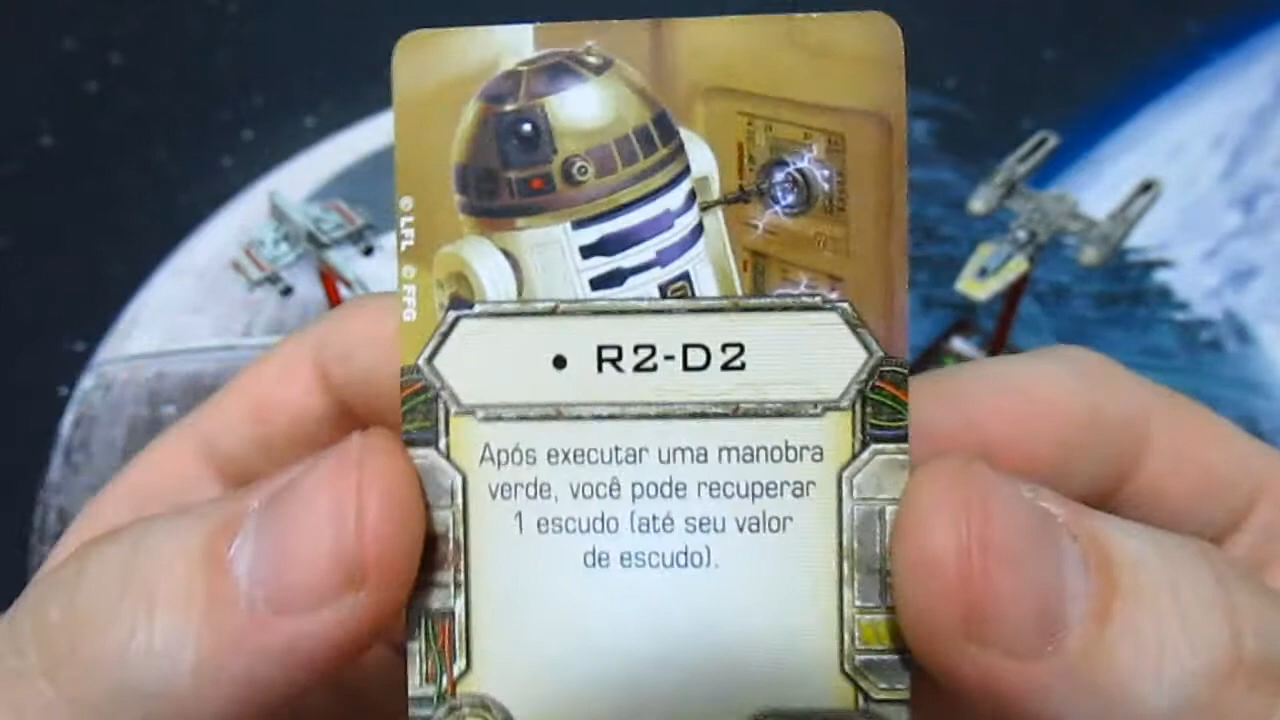 © LFL © FFG
• R2-D2
Após executar uma manobra
verde, você pode recuperar
1 escudo (até seu valor
de escudo).